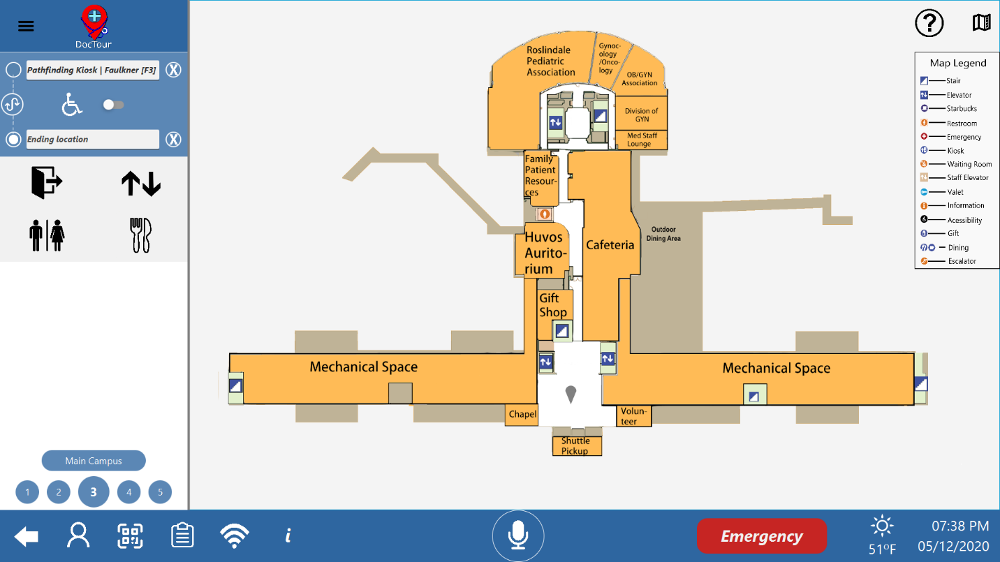 DocTour
Pathfinding Kiosk | Faulkner [F3]
X
Ending location
X
Main Campus
1
2
3
4
5
?
Map Legend
Stair
Elevator
Starbucks
Restroom
Emergency
Kiosk
Waiting Room
Staff Elevator
Valet
Information
Acessibility
Gift
Dining
Escalator
Roslindale
Pediatric
Association
Gynoc-
ology
/Onco-
logy
OB/GYN
Association
Division of
GYN
Med Staff
Lounge
Family
Patient
Resour-
ces
Huvos
Aurito-
rium
Cafeteria
Outdoor
Dining Area
Gift
Shop
Mechanical Space
Mechanical Space
Chapel
Volun-
teer
Shuttle
Pickup
i
Emergency
51°F
07:38 PM
05/12/2020